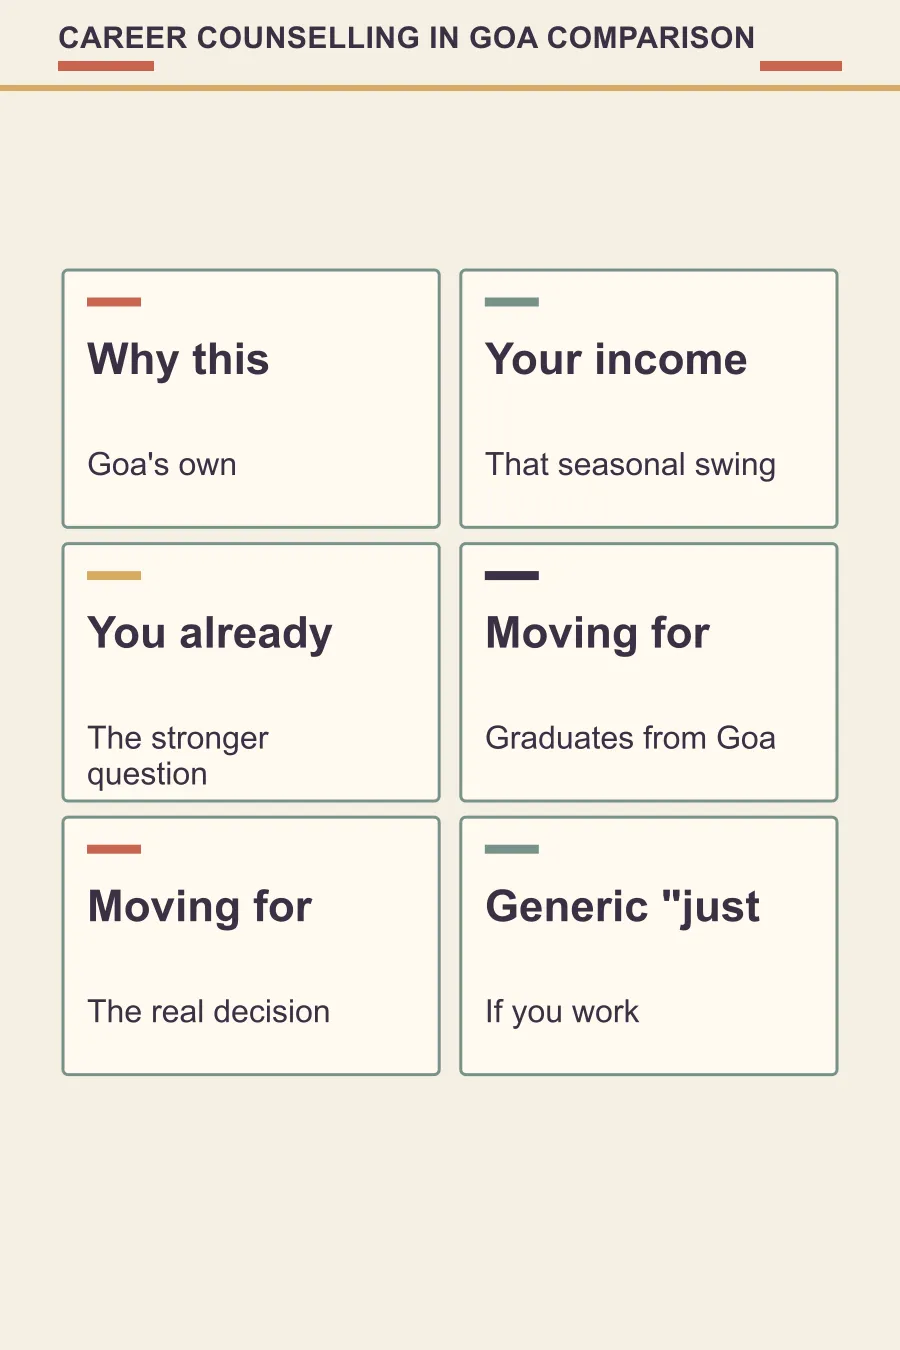 CAREER COUNSELLING IN GOA COMPARISON
Why this
Goa's own
Your income
That seasonal swing
You already
The stronger
question
Moving for
Graduates from Goa
Moving for
The real decision
Generic "just
If you work